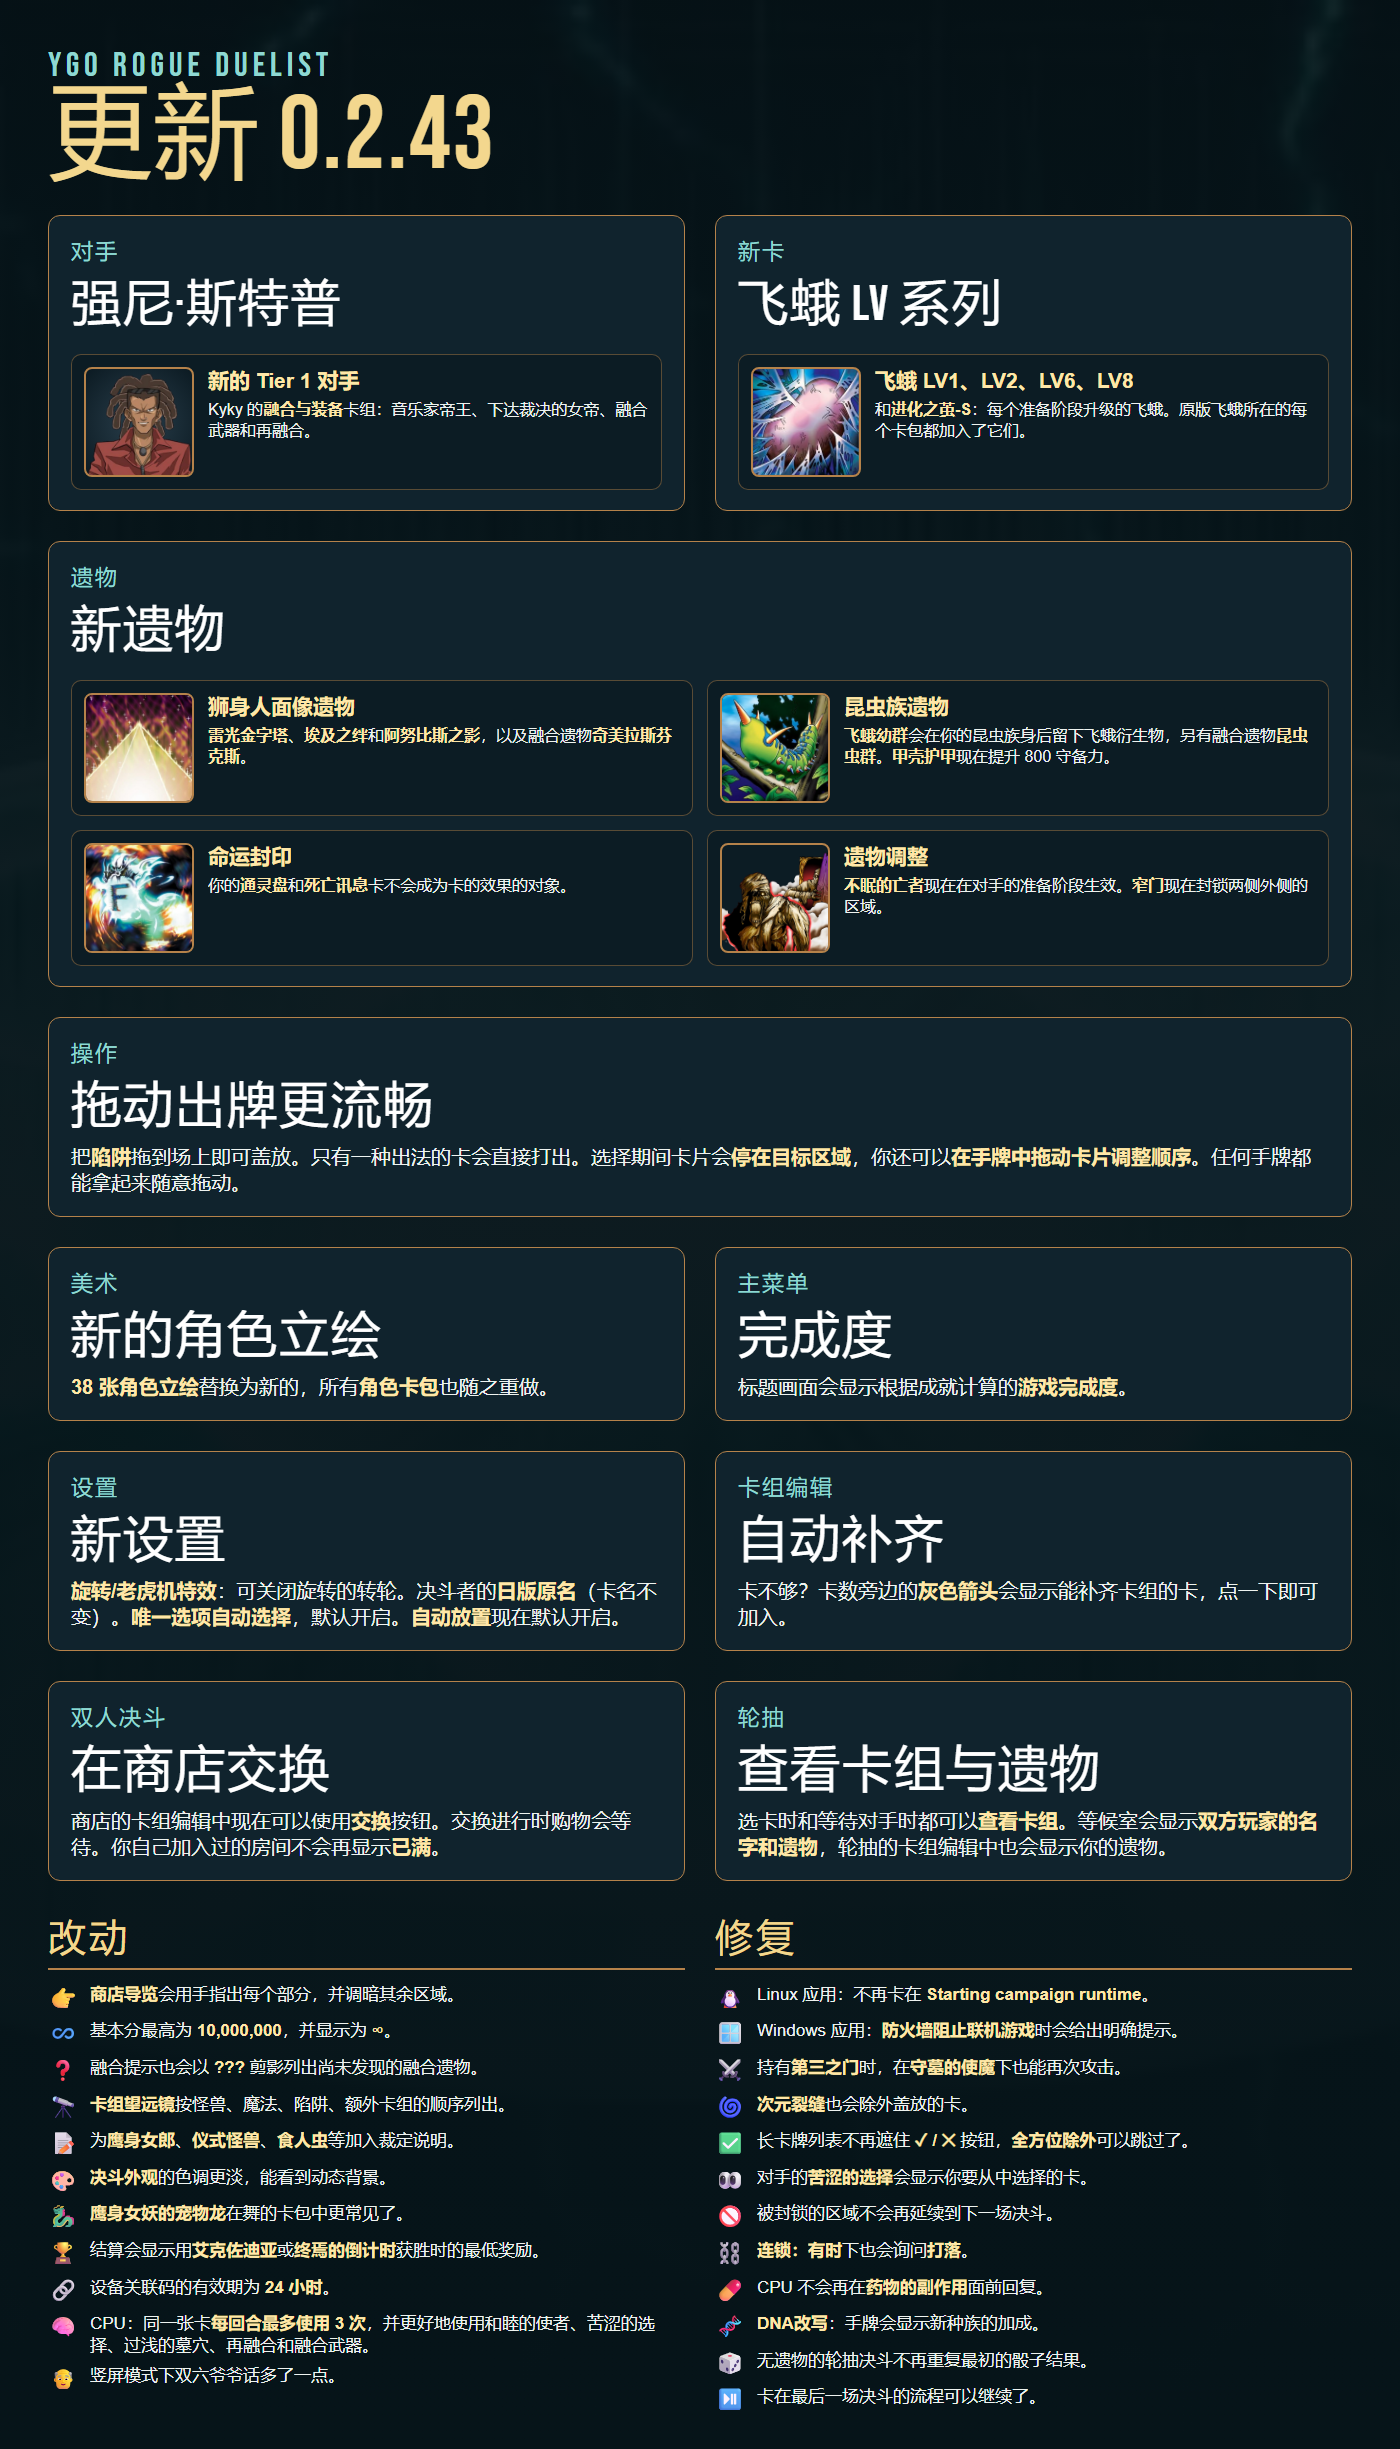 YGO ROGUE DUELIST
更新 0.2.43
对手
强尼·斯特普
新的 Tier 1 对手
Kyky 的融合与装备卡组：音乐家帝王、下达裁决的女帝、融合
武器和再融合。
新卡
飞蛾 LV 系列
飞蛾 LV1、LV2、LV6、LV8
和进化之茧-S：每个准备阶段升级的飞蛾。原版飞蛾所在的每
个卡包都加入了它们。
遗物
新遗物
狮身人面像遗物
雷光金字塔、埃及之绊和阿努比斯之影，以及融合遗物奇美拉斯芬
克斯。
昆虫族遗物
飞蛾幼群会在你的昆虫族身后留下飞蛾衍生物，另有融合遗物昆虫
虫群。甲壳护甲现在提升 800 守备力。
命运封印
你的通灵盘和死亡讯息卡不会成为卡的效果的对象。
F
遗物调整
不眠的亡者现在在对手的准备阶段生效。窄门现在封锁两侧外侧的
区域。
操作
拖动出牌更流畅
把陷阱拖到场上即可盖放。只有一种出法的卡会直接打出。选择期间卡片会停在目标区域，你还可以在手牌中拖动卡片调整顺序。任何手牌都
能拿起来随意拖动。
美术
新的角色立绘
38 张角色立绘替换为新的，所有角色卡包也随之重做。
主菜单
完成度
标题画面会显示根据成就计算的游戏完成度。
设置
新设置
旋转/老虎机特效：可关闭旋转的转轮。决斗者的日版原名（卡名不
变）。唯一选项自动选择，默认开启。自动放置现在默认开启。
卡组编辑
自动补齐
卡不够？卡数旁边的灰色箭头会显示能补齐卡组的卡，点一下即可
加入。
双人决斗
在商店交换
商店的卡组编辑中现在可以使用交换按钮。交换进行时购物会等
待。你自己加入过的房间不会再显示已满。
轮抽
查看卡组与遗物
选卡时和等待对手时都可以查看卡组。等候室会显示双方玩家的名
字和遗物，轮抽的卡组编辑中也会显示你的遗物。
改动
商店导览会用手指出每个部分，并调暗其余区域。
基本分最高为 10,000,000，并显示为 ∞。
融合提示也会以 ??? 剪影列出尚未发现的融合遗物。
卡组望远镜按怪兽、魔法、陷阱、额外卡组的顺序列出。
为鹰身女郎、仪式怪兽、食人虫等加入裁定说明。
决斗外观的色调更淡，能看到动态背景。
鹰身女妖的宠物龙在舞的卡包中更常见了。
结算会显示用艾克佐迪亚或终焉的倒计时获胜时的最低奖励。
设备关联码的有效期为 24 小时。
CPU：同一张卡每回合最多使用 3 次，并更好地使用和睦的使者、苦涩的选
择、过浅的墓穴、再融合和融合武器。
竖屏模式下双六爷爷话多了一点。
修复
Linux 应用：不再卡在 Starting campaign runtime。
Windows 应用：防火墙阻止联机游戏时会给出明确提示。
持有第三之门时，在守墓的使魔下也能再次攻击。
次元裂缝也会除外盖放的卡。
长卡牌列表不再遮住 ✓ / ✕ 按钮，全方位除外可以跳过了。
对手的苦涩的选择会显示你要从中选择的卡。
被封锁的区域不会再延续到下一场决斗。
连锁：有时下也会询问打落。
CPU 不会再在药物的副作用面前回复。
DNA改写：手牌会显示新种族的加成。
无遗物的轮抽决斗不再重复最初的骰子结果。
卡在最后一场决斗的流程可以继续了。